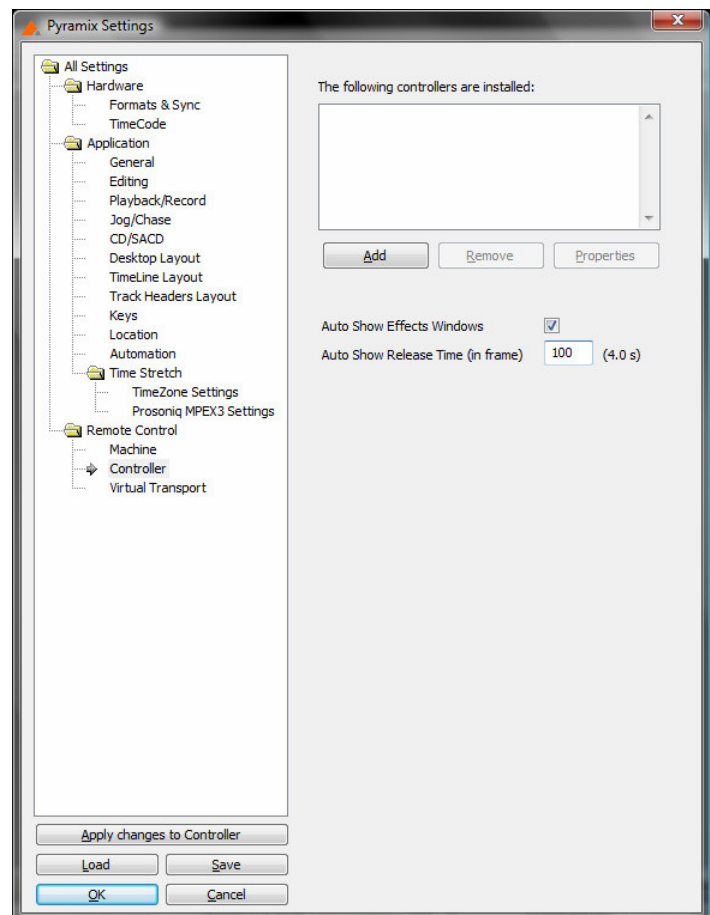 Pyramix Settings
All Settings
Hardware
Formats & Sync
TimeCode
Application
General
Editing
Playback/Record
Jog/Chase
CD/SACD
Desktop Layout
TimeLine Layout
Track Headers Layout
Keys
Location
Automation
Time Stretch
TimeZone Settings
Prosoniq MPEX3 Settings
Remote Control
Machine
Controller
Virtual Transport
The following controllers are installed:
Add Remove Properties
Auto Show Effects Windows
Auto Show Release Time (in frame) 100 (4.0 s)
Apply changes to Controller
Load Save
OK Cancel